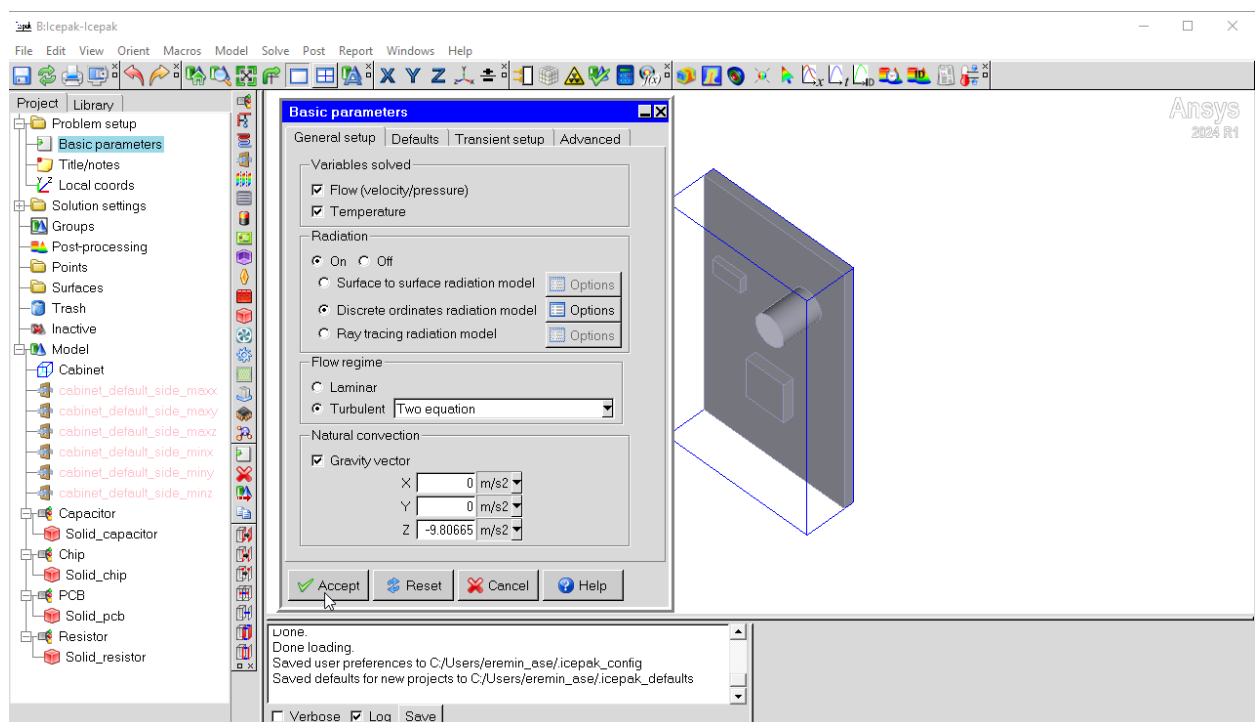 B:Icepak-Icepak
File Edit View Orient Macros Model Solve Post Report Windows Help
X Y Z
Project Library
Problem setup
Basic parameters
Title/notes
Local coords
Solution settings
Groups
Post-processing
Points
Surfaces
Trash
Inactive
Model
Cabinet
cabinet_default_side_maxx
cabinet_default_side_maxy
cabinet_default_side_maxz
cabinet_default_side_minx
cabinet_default_side_miny
cabinet_default_side_minz
Capacitor
Solid_capacitor
Chip
Solid_chip
PCB
Solid_pcb
Resistor
Solid_resistor
Basic parameters
General setup Defaults Transient setup Advanced
Variables solved
Flow (velocity/pressure)
Temperature
Radiation
On Off
Surface to surface radiation model Options
Discrete ordinates radiation model Options
Ray tracing radiation model Options
Flow regime
Laminar
Turbulent Two equation
Natural convection
Gravity vector
X 0 m/s2
Y 0 m/s2
Z -9.80665 m/s2
Accept Reset Cancel Help
Ansys
2024 R1
Done.
Done loading.
Saved user preferences to C:/Users/eremin_ase/.icepak_config
Saved defaults for new projects to C:/Users/eremin_ase/.icepak_defaults
Verbose Log Save